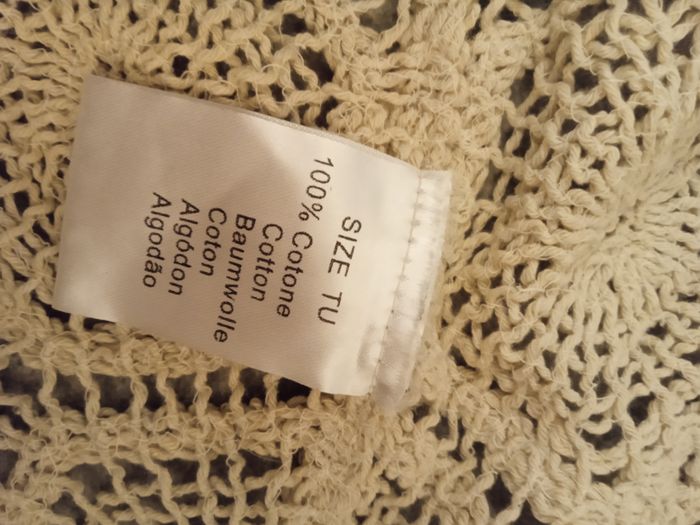 SIZE TU
100% Cotone
Cotton
Baumwolle
Coton
Algódon
Algodão